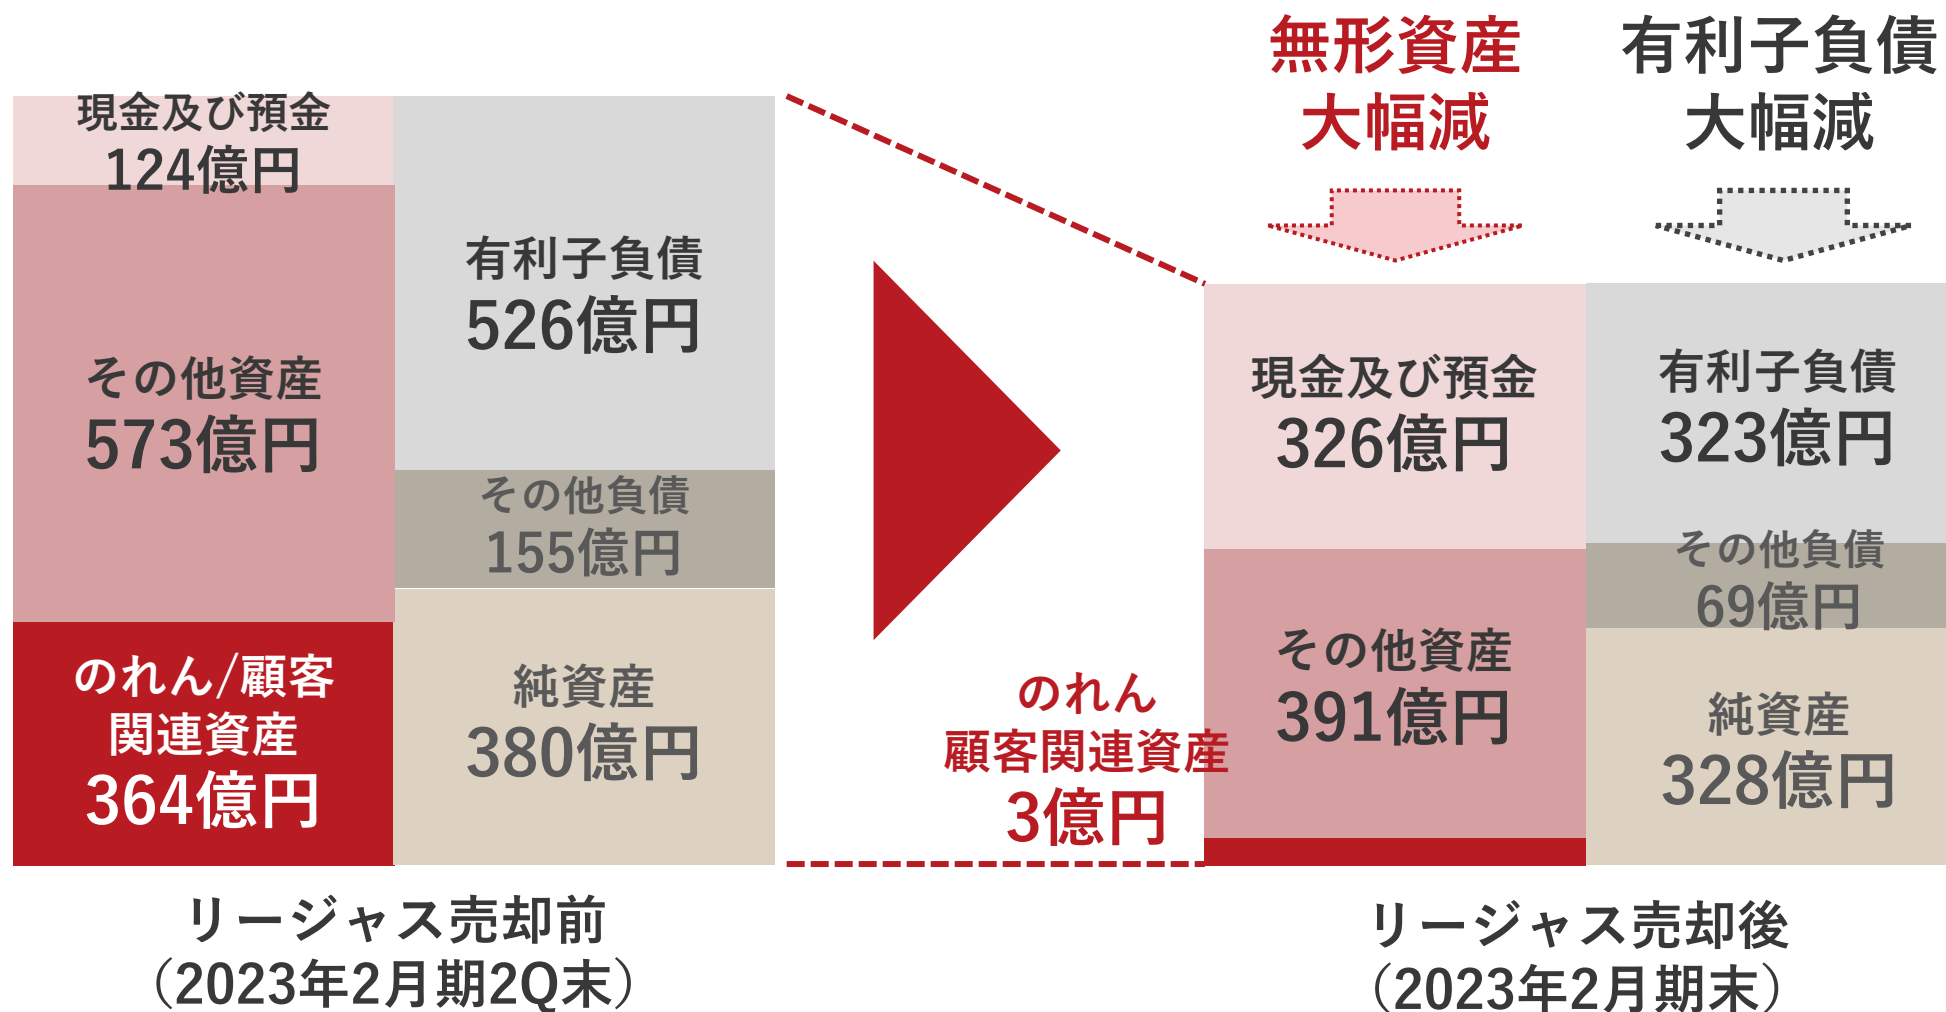 現金及び預金
124億円
その他資産
573億円
のれん/顧客
関連資産
364億円
有利子負債
526億円
その他負債
155億円
純資産
380億円
リージャス売却前
（2023年2月期2Q末）
無形資産
大幅減
有利子負債
大幅減
のれん
顧客関連資産
3億円
現金及び預金
326億円
その他資産
391億円
有利子負債
323億円
その他負債
69億円
純資産
328億円
リージャス売却後
（2023年2月期末）